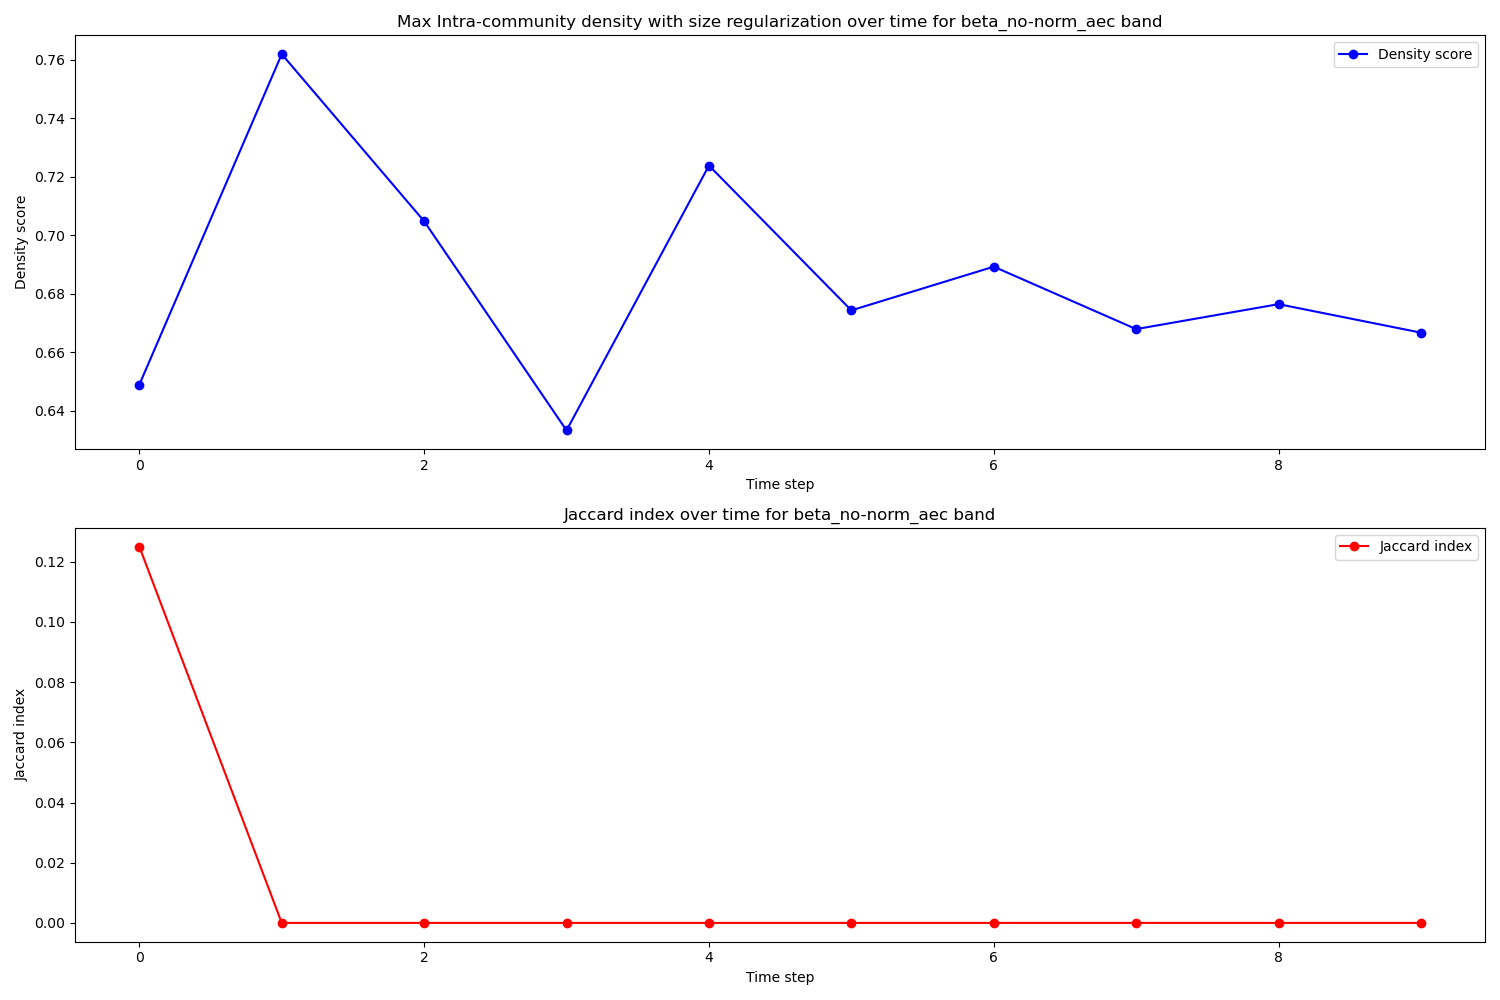 Max Intra-community density with size regularization over time for beta_no-norm_aec band
Density score
0.76
0.74
0.72
0.70
0.68
0.66
0.64
Density score
0 2 4 6 8
Time step
Jaccard index over time for beta_no-norm_aec band
Jaccard index
0.12
0.10
0.08
0.06
0.04
0.02
0.00
Jaccard index
0 2 4 6 8
Time step